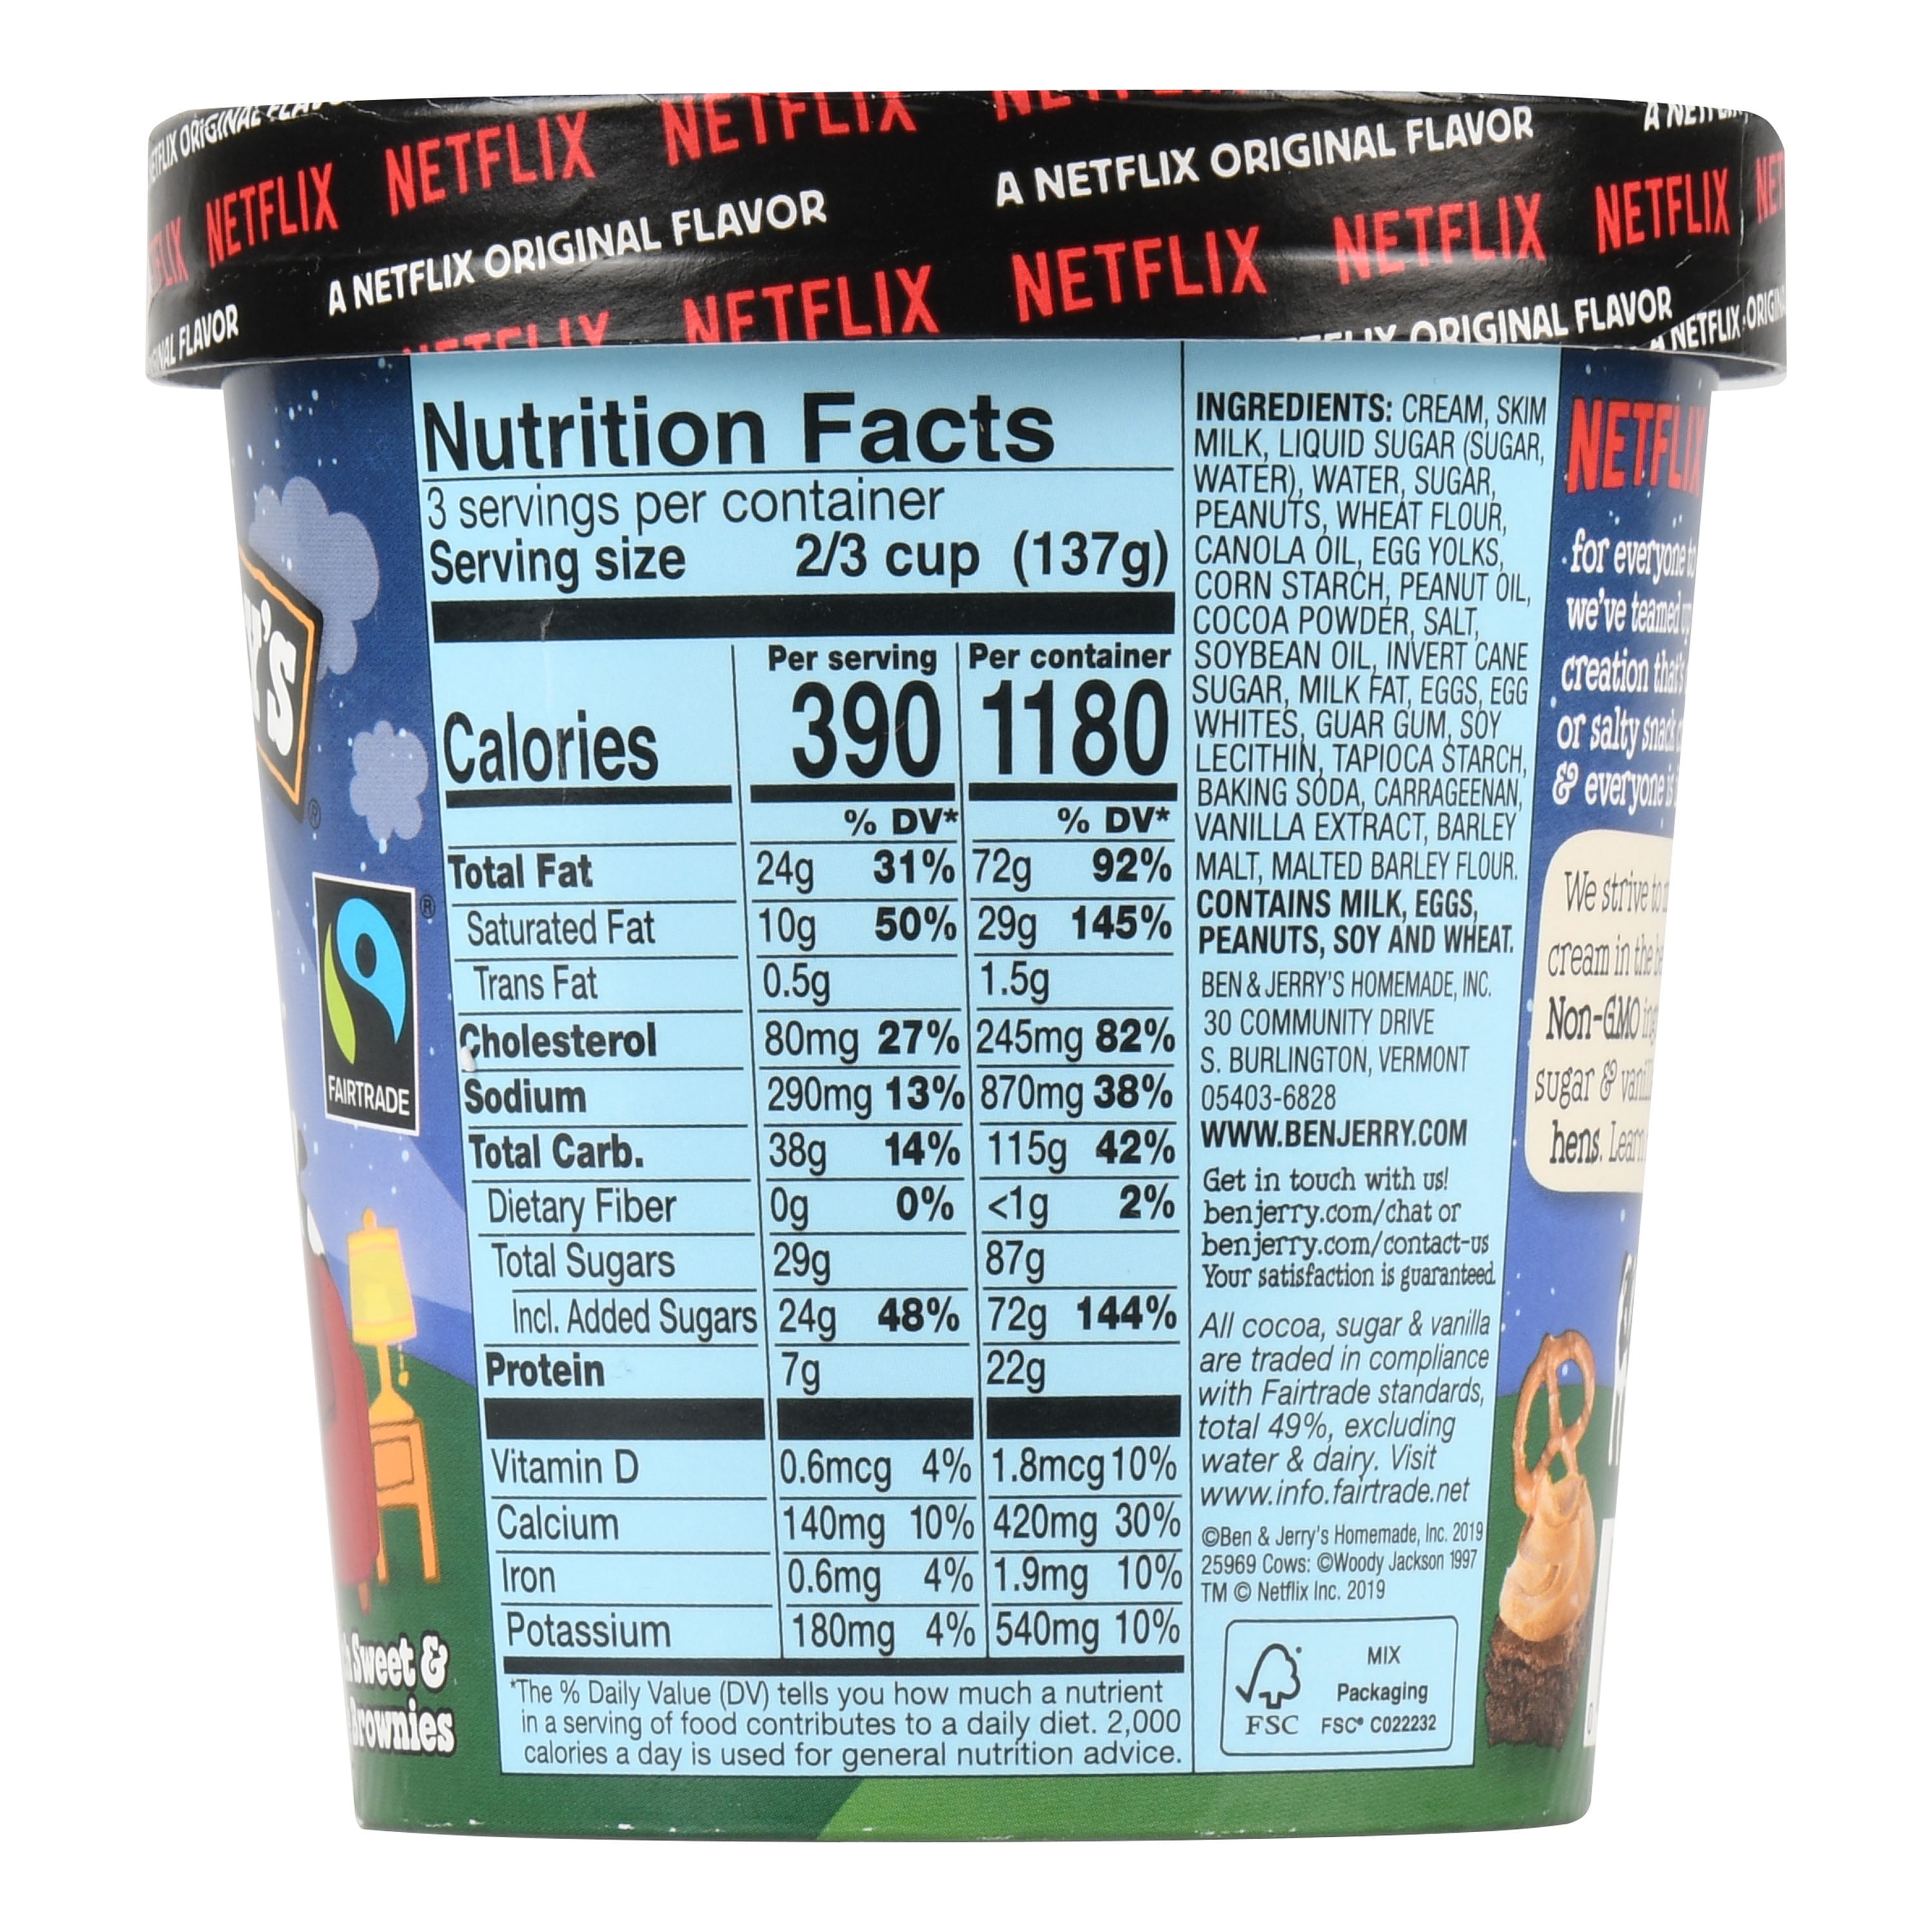 NETFLIX ORIGINAL
NETFLIX NETFLIX NETFLIX
A NETFLIX ORIGINAL FLAVOR A NETFLIX ORIGINAL FLAVOR
NETFLIX NETFLIX NETFLIX NETFLIX
FLAVOR ORIGINAL FLAVOR A NETFLIX
Nutrition Facts
3 servings per container
Serving size 2/3 cup (137g)
Per serving Per container
Calories 390 1180
% DV* % DV*
Total Fat 24g 31% 72g 92%
Saturated Fat 10g 50% 29g 145%
Trans Fat 0.5g 1.5g
Cholesterol 80mg 27% 245mg 82%
Sodium 290mg 13% 870mg 38%
Total Carb. 38g 14% 115g 42%
Dietary Fiber 0g 0% <1g 2%
Total Sugars 29g 87g
Incl. Added Sugars 24g 48% 72g 144%
Protein 7g 22g
Vitamin D 0.6mcg 4% 1.8mcg 10%
Calcium 140mg 10% 420mg 30%
Iron 0.6mg 4% 1.9mg 10%
Potassium 180mg 4% 540mg 10%
*The % Daily Value (DV) tells you how much a nutrient
in a serving of food contributes to a daily diet. 2,000
calories a day is used for general nutrition advice.
INGREDIENTS: CREAM, SKIM
MILK, LIQUID SUGAR (SUGAR,
WATER), WATER, SUGAR,
PEANUTS, WHEAT FLOUR,
CANOLA OIL, EGG YOLKS,
CORN STARCH, PEANUT OIL,
COCOA POWDER, SALT,
SOYBEAN OIL, INVERT CANE
SUGAR, MILK FAT, EGGS, EGG
WHITES, GUAR GUM, SOY
LECITHIN, TAPIOCA STARCH,
BAKING SODA, CARRAGEENAN,
VANILLA EXTRACT, BARLEY
MALT, MALTED BARLEY FLOUR.
CONTAINS MILK, EGGS,
PEANUTS, SOY AND WHEAT.
BEN & JERRY'S HOMEMADE, INC.
30 COMMUNITY DRIVE
S. BURLINGTON, VERMONT
05403-6828
WWW.BENJERRY.COM
Get in touch with us!
benjerry.com/chat or
benjerry.com/contact-us
Your satisfaction is guaranteed.
All cocoa, sugar & vanilla
are traded in compliance
with Fairtrade standards,
total 49%, excluding
water & dairy. Visit
www.info.fairtrade.net
©Ben & Jerry's Homemade, Inc. 2019
25969 Cows: ©Woody Jackson 1997
TM © Netflix Inc. 2019
MIX
Packaging
FSC FSC® C022232
FAIRTRADE ®
Sweet &
Brownies
NETFLIX
for everyone to
we've teamed
creation that's
or salty snack
& everyone is
We strive to
cream in the
Non-GMO
sugar &
hens. Learn